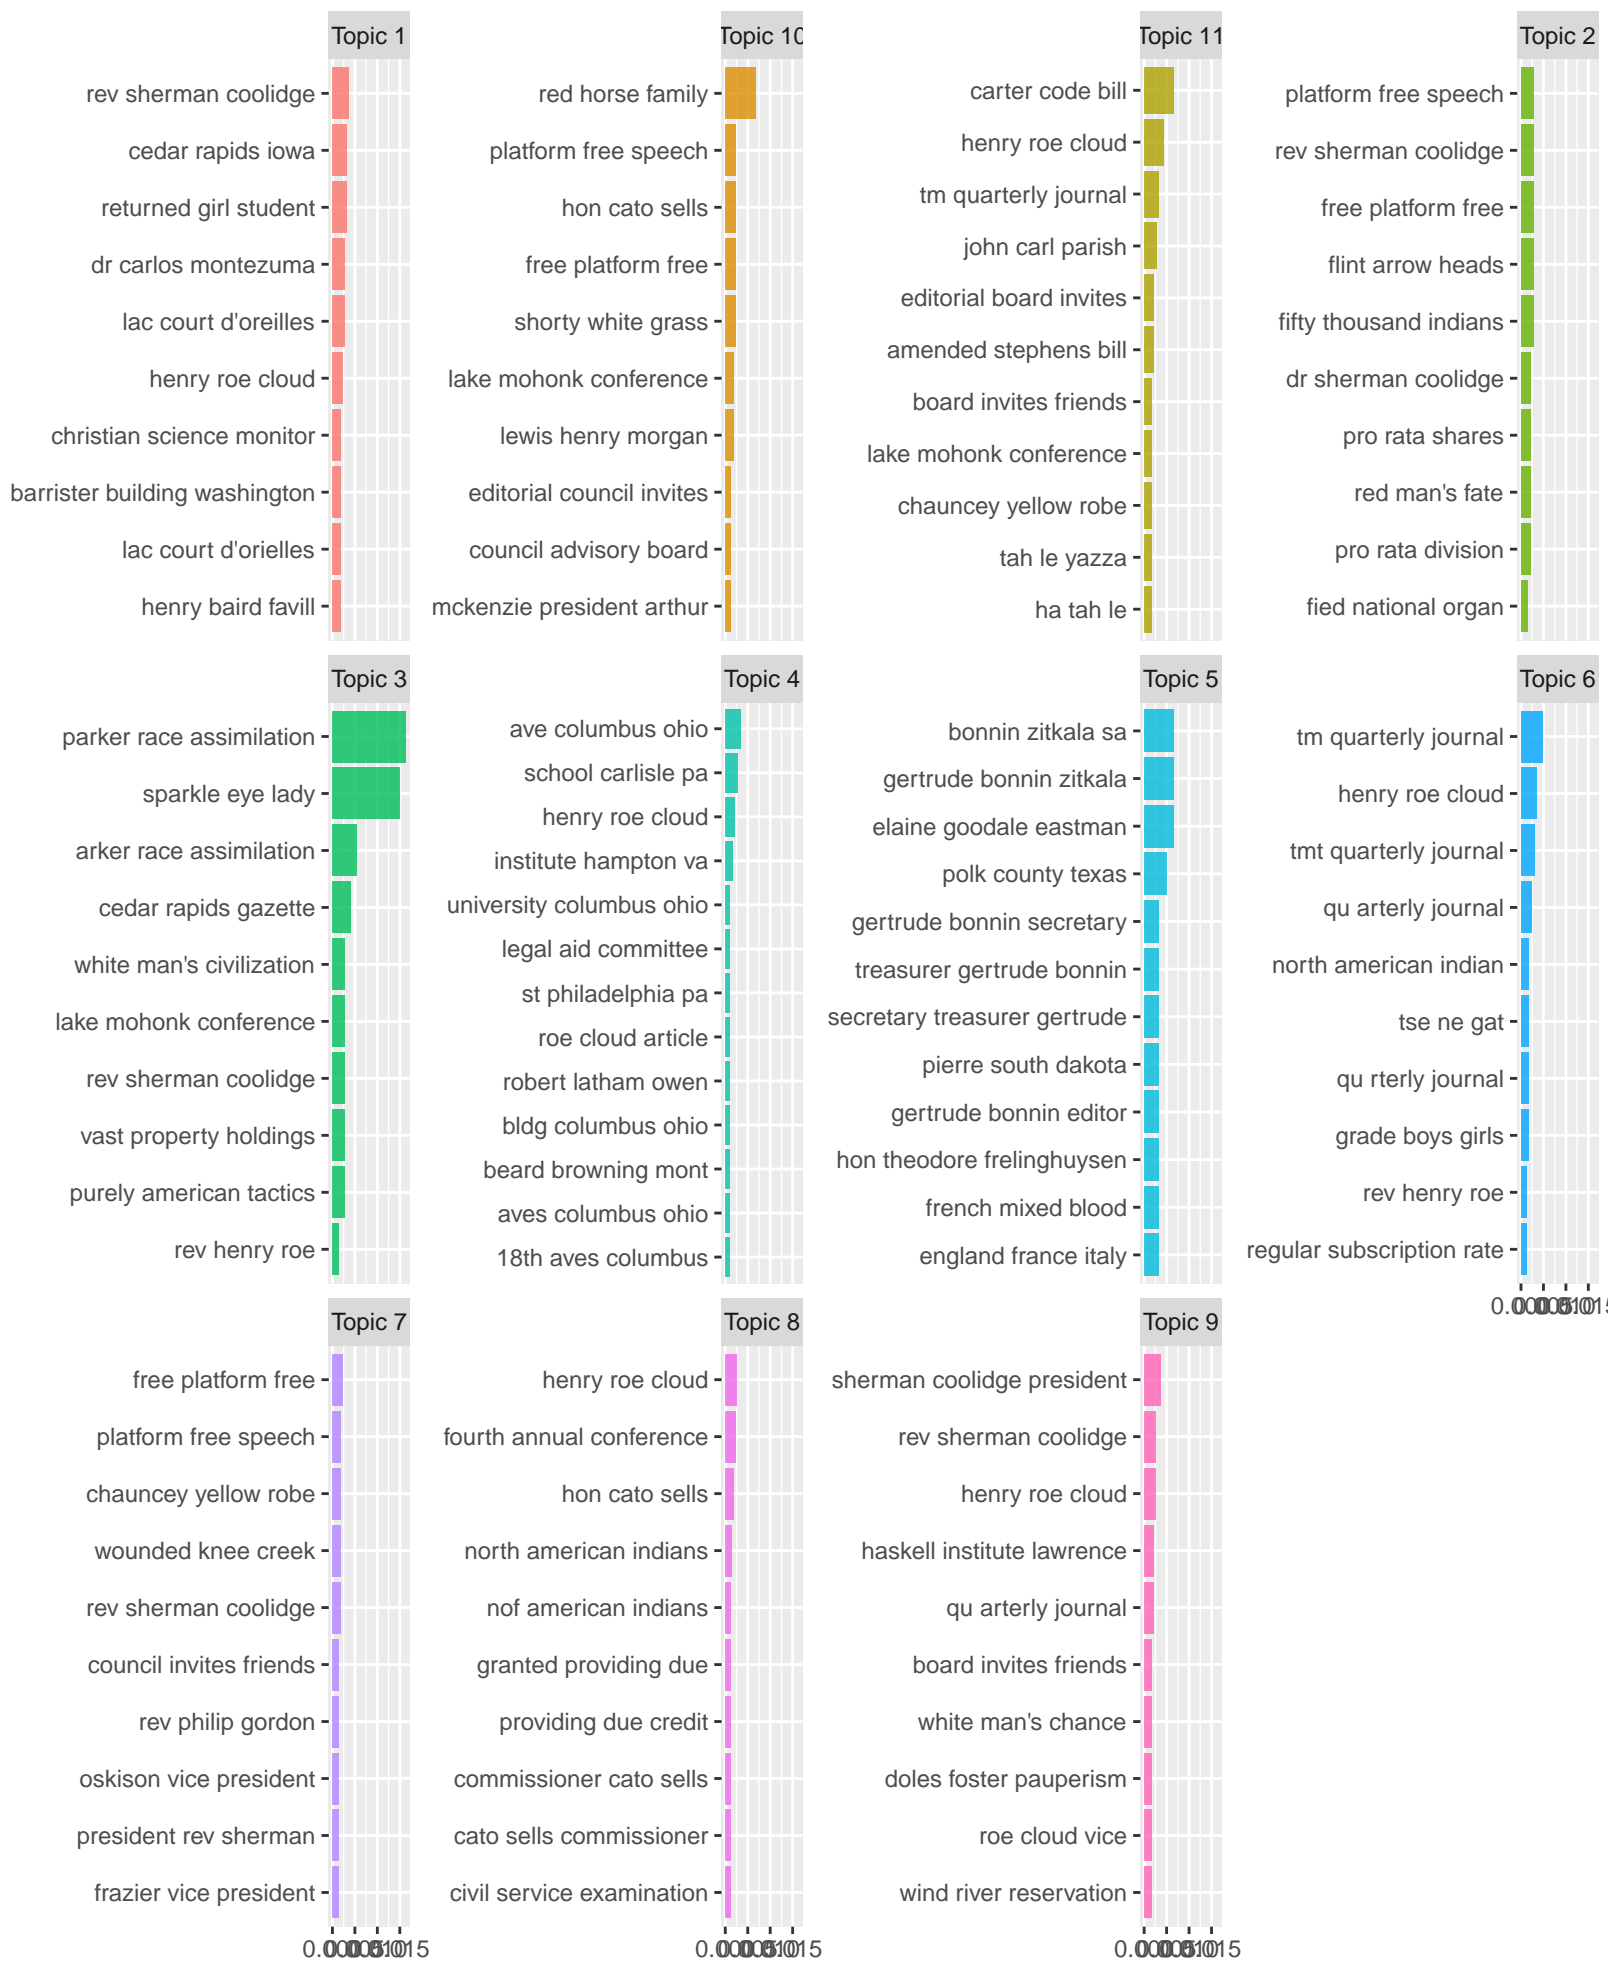 Topic 1
rev sherman coolidge
cedar rapids iowa
returned girl student
dr carlos montezuma
lac court d'oreilles
henry roe cloud
christian science monitor
barrister building washington
lac court d'orielles
henry baird favill
Topic 10
red horse family
platform free speech
hon cato sells
free platform free
shorty white grass
lake mohonk conference
lewis henry morgan
editorial council invites
council advisory board
mckenzie president arthur
Topic 11
carter code bill
henry roe cloud
tm quarterly journal
john carl parish
editorial board invites
amended stephens bill
board invites friends
lake mohonk conference
chauncey yellow robe
tah le yazza
ha tah le
Topic 2
platform free speech
rev sherman coolidge
free platform free
flint arrow heads
fifty thousand indians
dr sherman coolidge
pro rata shares
red man's fate
pro rata division
fied national organ
Topic 3
parker race assimilation
sparkle eye lady
arker race assimilation
cedar rapids gazette
white man's civilization
lake mohonk conference
rev sherman coolidge
vast property holdings
purely american tactics
rev henry roe
Topic 4
ave columbus ohio
school carlisle pa
henry roe cloud
institute hampton va
university columbus ohio
legal aid committee
st philadelphia pa
roe cloud article
robert latham owen
bldg columbus ohio
beard browning mont
aves columbus ohio
18th aves columbus
Topic 5
bonnin zitkala sa
gertrude bonnin zitkala
elaine goodale eastman
polk county texas
gertrude bonnin secretary
treasurer gertrude bonnin
secretary treasurer gertrude
pierre south dakota
gertrude bonnin editor
hon theodore frelinghuysen
french mixed blood
england france italy
Topic 6
tm quarterly journal
henry roe cloud
tmt quarterly journal
qu arterly journal
north american indian
tse ne gat
qu rterly journal
grade boys girls
rev henry roe
regular subscription rate
Topic 7
free platform free
platform free speech
chauncey yellow robe
wounded knee creek
rev sherman coolidge
council invites friends
rev philip gordon
oskison vice president
president rev sherman
frazier vice president
Topic 8
henry roe cloud
fourth annual conference
hon cato sells
north american indians
nof american indians
granted providing due
providing due credit
commissioner cato sells
cato sells commissioner
civil service examination
Topic 9
sherman coolidge president
rev sherman coolidge
henry roe cloud
haskell institute lawrence
qu arterly journal
board invites friends
white man's chance
doles foster pauperism
roe cloud vice
wind river reservation